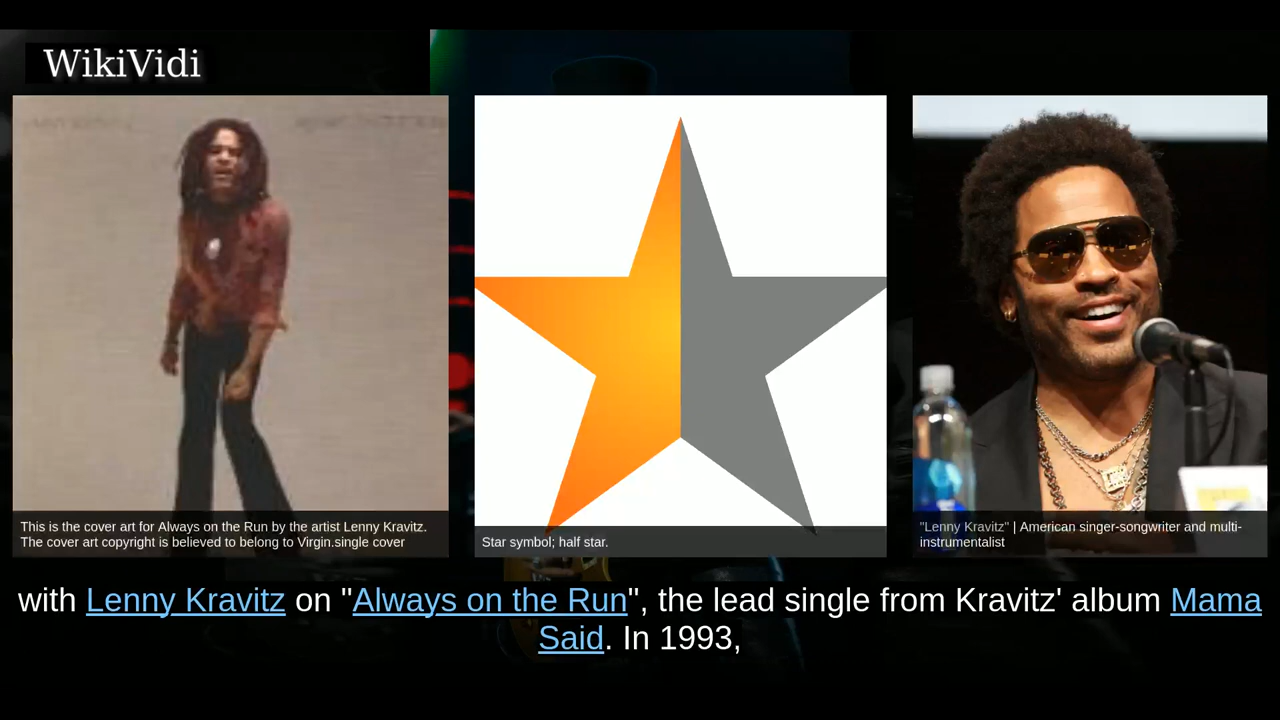 WikiVidi
This is the cover art for Always on the Run by the artist Lenny Kravitz.
The cover art copyright is believed to belong to Virgin.single cover
Star symbol; half star.
"Lenny Kravitz" | American singer-songwriter and multi-
instrumentalist
with Lenny Kravitz on "Always on the Run", the lead single from Kravitz' album Mama
Said. In 1993,